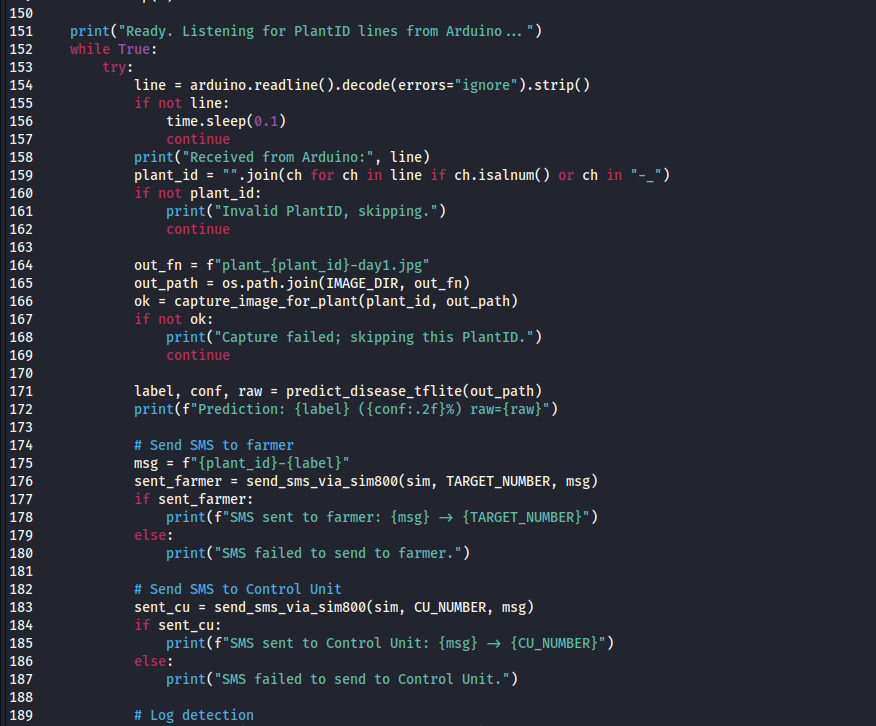 150
151     print("Ready. Listening for PlantID lines from Arduino...")
152     while True:
153         try:
154             line = arduino.readline().decode(errors="ignore").strip()
155             if not line:
156                 time.sleep(0.1)
157                 continue
158             print("Received from Arduino:", line)
159             plant_id = "".join(ch for ch in line if ch.isalnum() or ch in "-_")
160             if not plant_id:
161                 print("Invalid PlantID, skipping.")
162                 continue
163
164             out_fn = f"plant_{plant_id}-day1.jpg"
165             out_path = os.path.join(IMAGE_DIR, out_fn)
166             ok = capture_image_for_plant(plant_id, out_path)
167             if not ok:
168                 print("Capture failed; skipping this PlantID.")
169                 continue
170
171             label, conf, raw = predict_disease_tflite(out_path)
172             print(f"Prediction: {label} ({conf:.2f}%) raw={raw}")
173
174             # Send SMS to farmer
175             msg = f"{plant_id}-{label}"
176             sent_farmer = send_sms_via_sim800(sim, TARGET_NUMBER, msg)
177             if sent_farmer:
178                 print(f"SMS sent to farmer: {msg} → {TARGET_NUMBER}")
179             else:
180                 print("SMS failed to send to farmer.")
181
182             # Send SMS to Control Unit
183             sent_cu = send_sms_via_sim800(sim, CU_NUMBER, msg)
184             if sent_cu:
185                 print(f"SMS sent to Control Unit: {msg} → {CU_NUMBER}")
186             else:
187                 print("SMS failed to send to Control Unit.")
188
189             # Log detection